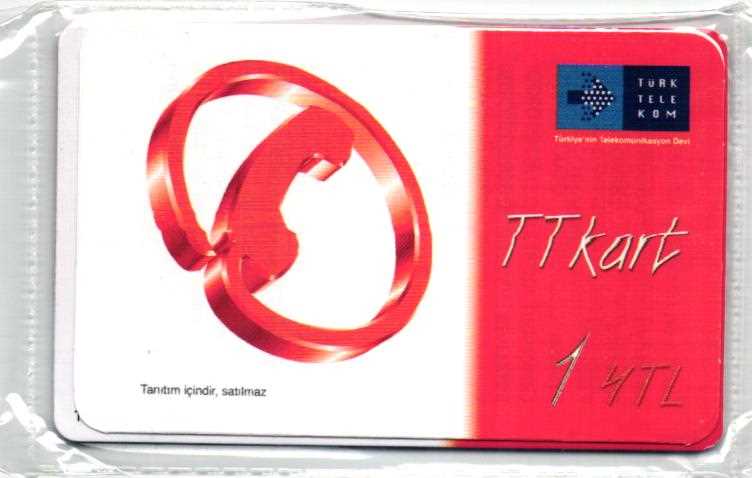 TÜRK
TELE
KOM
Türkiye'nin Telekomünikasyon Devi
TTkart
1 YTL
Tanıtım içindir, satılmaz